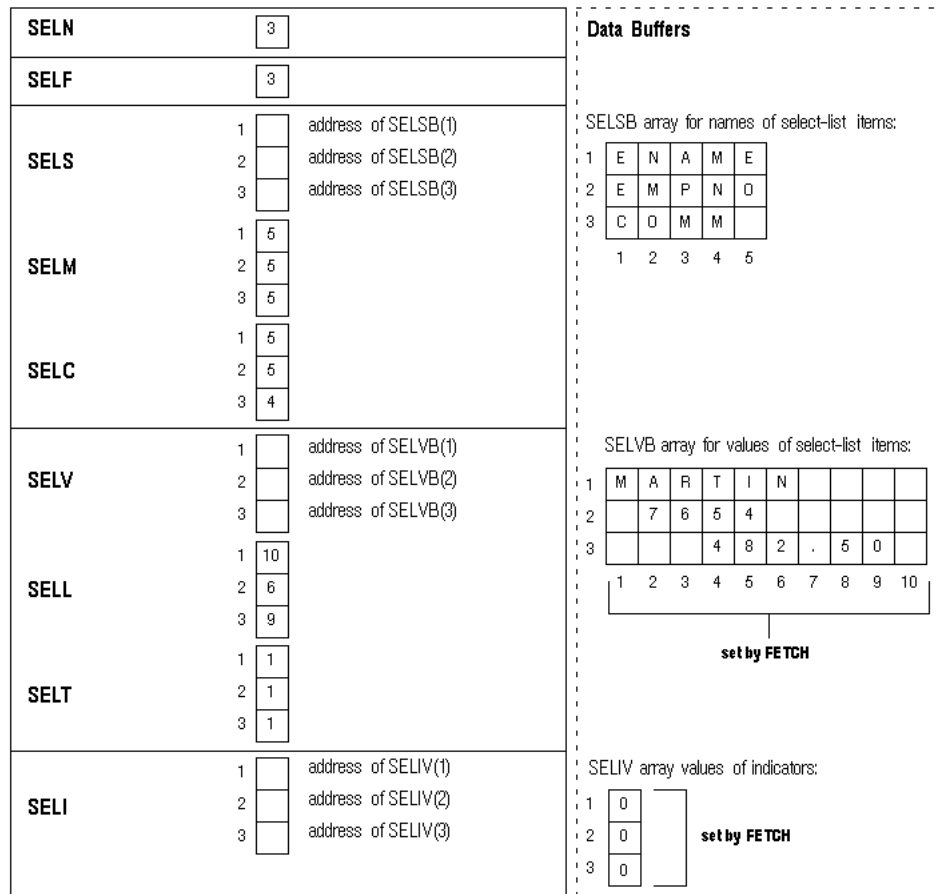 SELN 3
Data Buffers
SELF 3
SELS
1 address of SELSB(1)
2 address of SELSB(2)
3 address of SELSB(3)
SELSB array for names of select-list items:
1 E N A M E
2 E M P N O
3 C O M M
1 2 3 4 5
SELM
1 5
2 5
3 5
SELC
1 5
2 5
3 4
SELV
1 address of SELVB(1)
2 address of SELVB(2)
3 address of SELVB(3)
SELVB array for values of select-list items:
1 M A R T I N
2 7 6 5 4
3 4 8 2 . 5 0
1 2 3 4 5 6 7 8 9 10
set by FETCH
SELL
1 10
2 6
3 9
SELT
1 1
2 1
3 1
SELI
1 address of SELIV(1)
2 address of SELIV(2)
3 address of SELIV(3)
SELIV array values of indicators:
1 0
2 0
3 0
set by FETCH